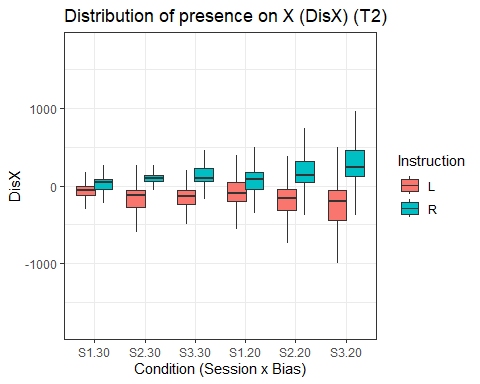 Distribution of presence on X (DisX) (T2)
DisX
1000
0
-1000
S1.30 S2.30 S3.30 S1.20 S2.20 S3.20
Condition (Session x Bias)
Instruction
L
R